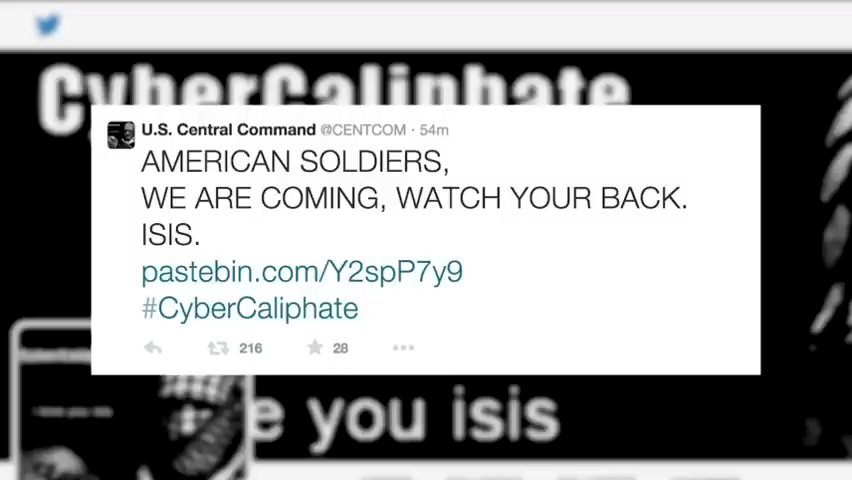 CyberCaliphate
U.S. Central Command @CENTCOM · 54m
AMERICAN SOLDIERS,
WE ARE COMING, WATCH YOUR BACK.
ISIS.
pastebin.com/Y2spP7y9
#CyberCaliphate
216 28
you isis